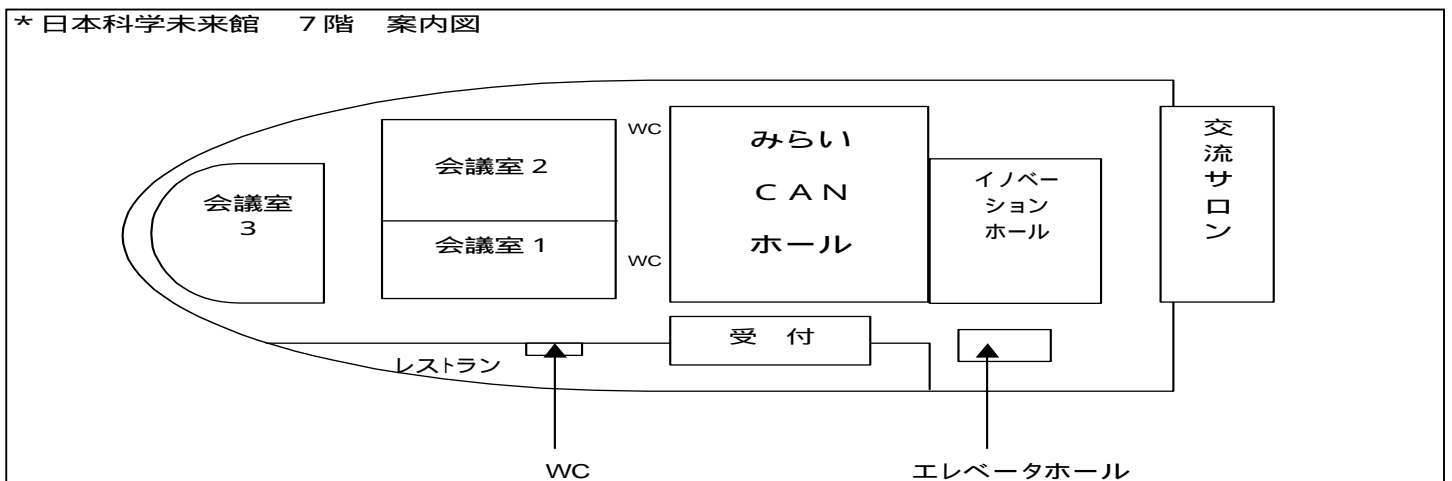 *日本科学未来館　7階　案内図
WC
みらい
CAN
ホール
交流サロン
会議室2
イノベー
ション
ホール
会議室
3
会議室1
WC
受　付
レストラン
WC
エレベータホール